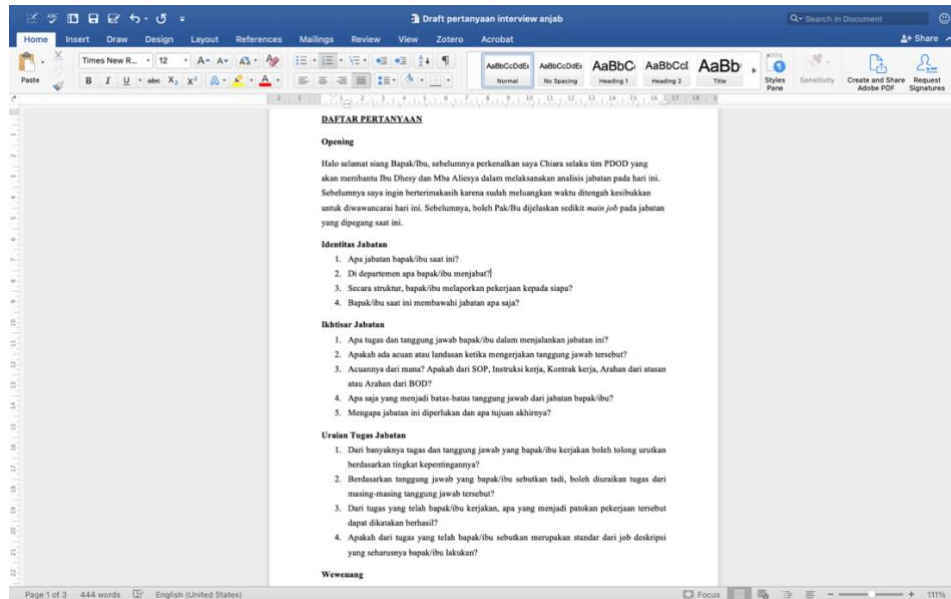 Draft pertanyaan interview anjab
Search in Document
Home Insert Draw Design Layout References Mailings Review View Zotero Acrobat Share
Paste
Times New R... 12
AaBbCcDdEe AaBbCcDdEe AaBbC AaBbCcI AaBb
Normal No Spacing Heading 1 Heading 2 Title
Styles Pane
Sensitivity
Create and Share Adobe PDF
Request Signatures
DAFTAR PERTANYAAN
Opening
Halo selamat siang Bapak/Ibu, sebelumnya perkenalkan saya Chiara selaku tim PDOD yang
akan membantu Ibu Dhesy dan Mba Aliesya dalam melaksanakan analisis jabatan pada hari ini.
Sebelumnya saya ingin berterimakasih karena sudah meluangkan waktu ditengah kesibukkan
untuk diwawancarai hari ini. Sebelumnya, boleh Pak/Bu dijelaskan sedikit main job pada jabatan
yang dipegang saat ini.
Identitas Jabatan
1. Apa jabatan bapak/ibu saat ini?
2. Di departemen apa bapak/ibu menjabat?
3. Secara struktur, bapak/ibu melaporkan pekerjaan kepada siapa?
4. Bapak/ibu saat ini membawahi jabatan apa saja?
Ikhtisar Jabatan
1. Apa tugas dan tanggung jawab bapak/ibu dalam menjalankan jabatan ini?
2. Apakah ada acuan atau landasan ketika mengerjakan tanggung jawab tersebut?
3. Acuannya dari mana? Apakah dari SOP, Instruksi kerja, Kontrak kerja, Arahan dari atasan
atau Arahan dari BOD?
4. Apa saja yang menjadi batas-batas tanggung jawab dari jabatan bapak/ibu?
5. Mengapa jabatan ini diperlukan dan apa tujuan akhirnya?
Uraian Tugas Jabatan
1. Dari banyaknya tugas dan tanggung jawab yang bapak/ibu kerjakan boleh tolong urutkan
berdasarkan tingkat kepentingannya?
2. Berdasarkan tanggung jawab yang bapak/ibu sebutkan tadi, boleh diuraikan tugas dari
masing-masing tanggung jawab tersebut?
3. Dari tugas yang telah bapak/ibu kerjakan, apa yang menjadi patokan pekerjaan tersebut
dapat dikatakan berhasil?
4. Apakah dari tugas yang telah bapak/ibu sebutkan merupakan standar dari job deskripsi
yang seharusnya bapak/ibu lakukan?
Wewenang
Page 1 of 3 444 words English (United States) Focus 111%